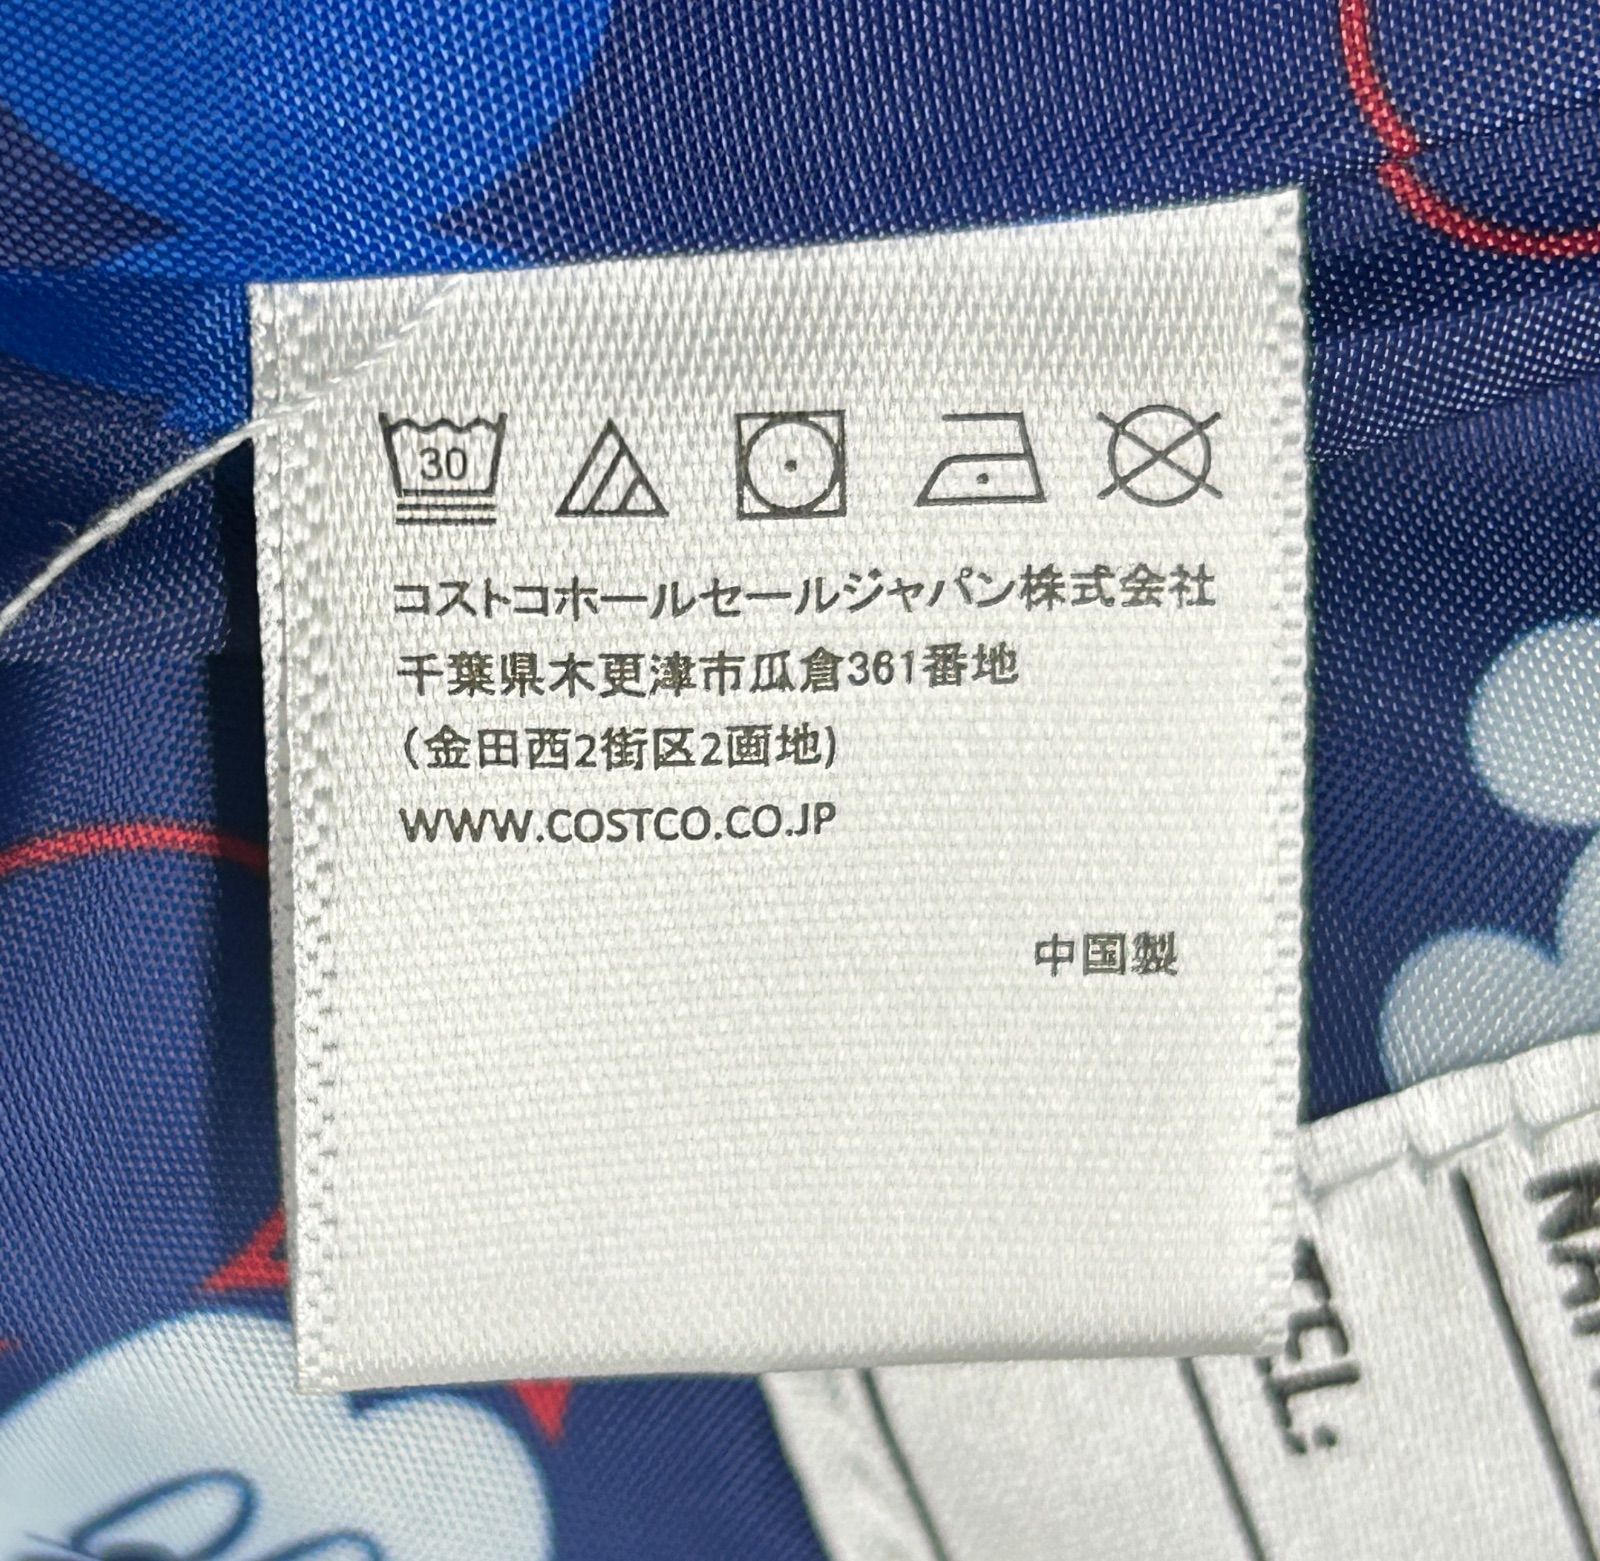 30
コストコホールセールジャパン株式会社
千葉県木更津市瓜倉361番地
(金田西2街区2画地)
WWW.COSTCO.CO.JP
中国製
TEL: